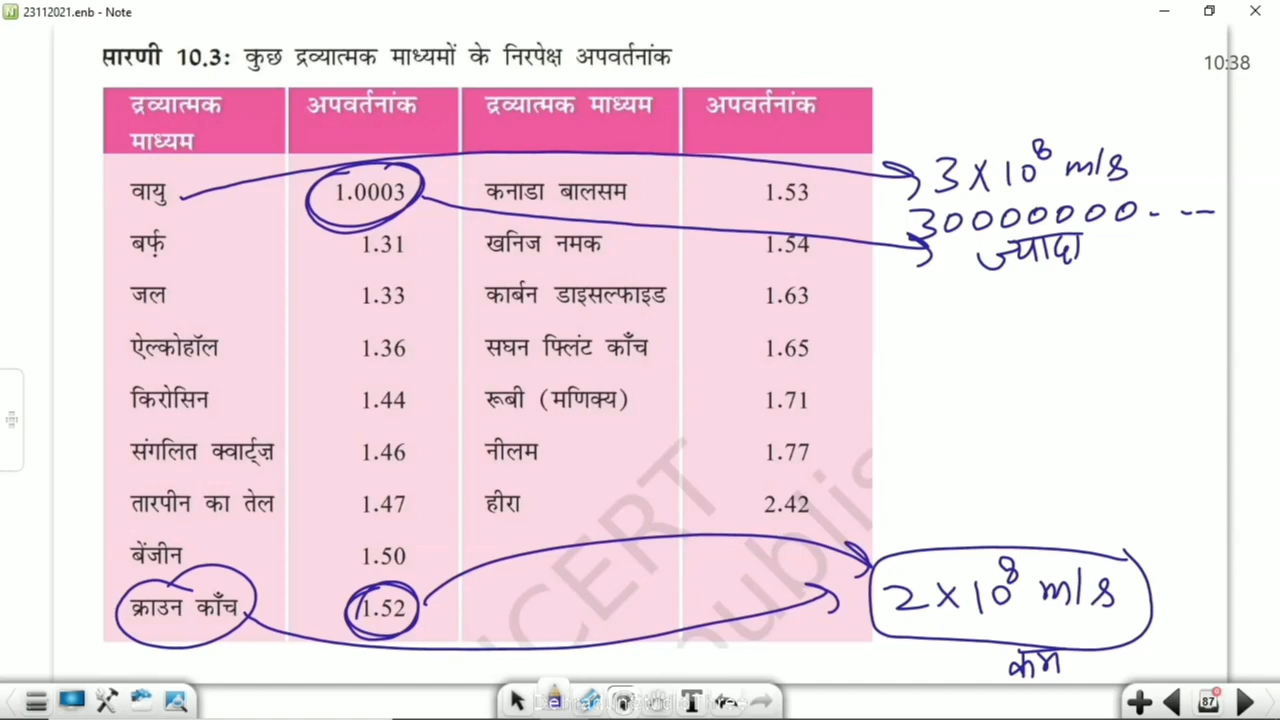 23112021.enb - Note
सारणी 10.3: कुछ द्रव्यात्मक माध्यमों के निरपेक्ष अपवर्तनांक
10:38
द्रव्यात्मक माध्यम अपवर्तनांक द्रव्यात्मक माध्यम अपवर्तनांक
वायु 1.0003 कनाडा बालसम 1.53
3 × 10⁸ m/s
30000000. --
ज्यादा
बर्फ़ 1.31 खनिज नमक 1.54
जल 1.33 कार्बन डाइसल्फाइड 1.63
ऐल्कोहॉल 1.36 सघन फ्लिंट काँच 1.65
किरोसिन 1.44 रूबी (मणिक्य) 1.71
संगलित क्वार्ट्ज़ 1.46 नीलम 1.77
तारपीन का तेल 1.47 हीरा 2.42
बेंजीन 1.50
क्राउन काँच 1.52
2 × 10⁸ m/s
कम
NCERT
publis
87